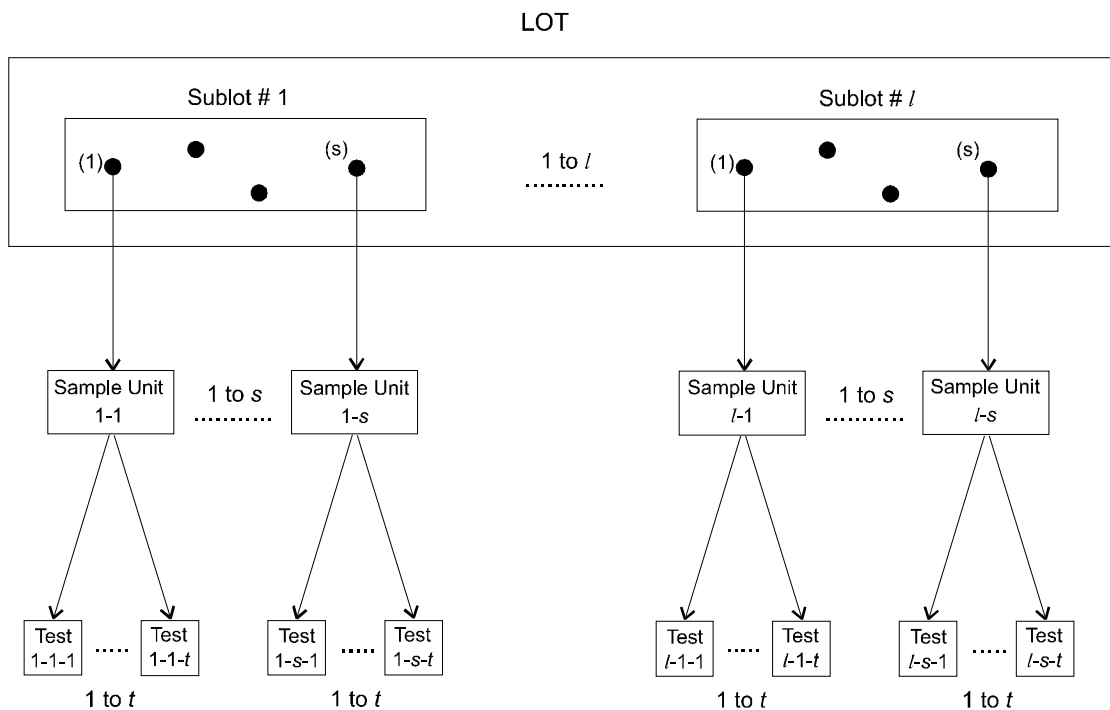 LOT
Sublot # 1
Sublot # l
(1)
(s)
1 to l
(1)
(s)
Sample Unit
1-1
1 to s
Sample Unit
1-s
Sample Unit
l-1
1 to s
Sample Unit
l-s
Test
1-1-1
Test
1-1-t
Test
1-s-1
Test
1-s-t
Test
l-1-1
Test
l-1-t
Test
l-s-1
Test
l-s-t
1 to t
1 to t
1 to t
1 to t